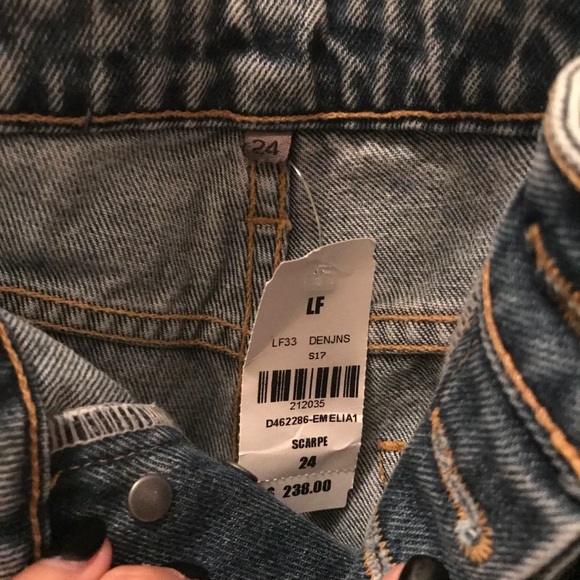 24
LF
LF33 DENJNS
S17
212035
D462286-EMELIA1
SCARPE
24
$ 238.00